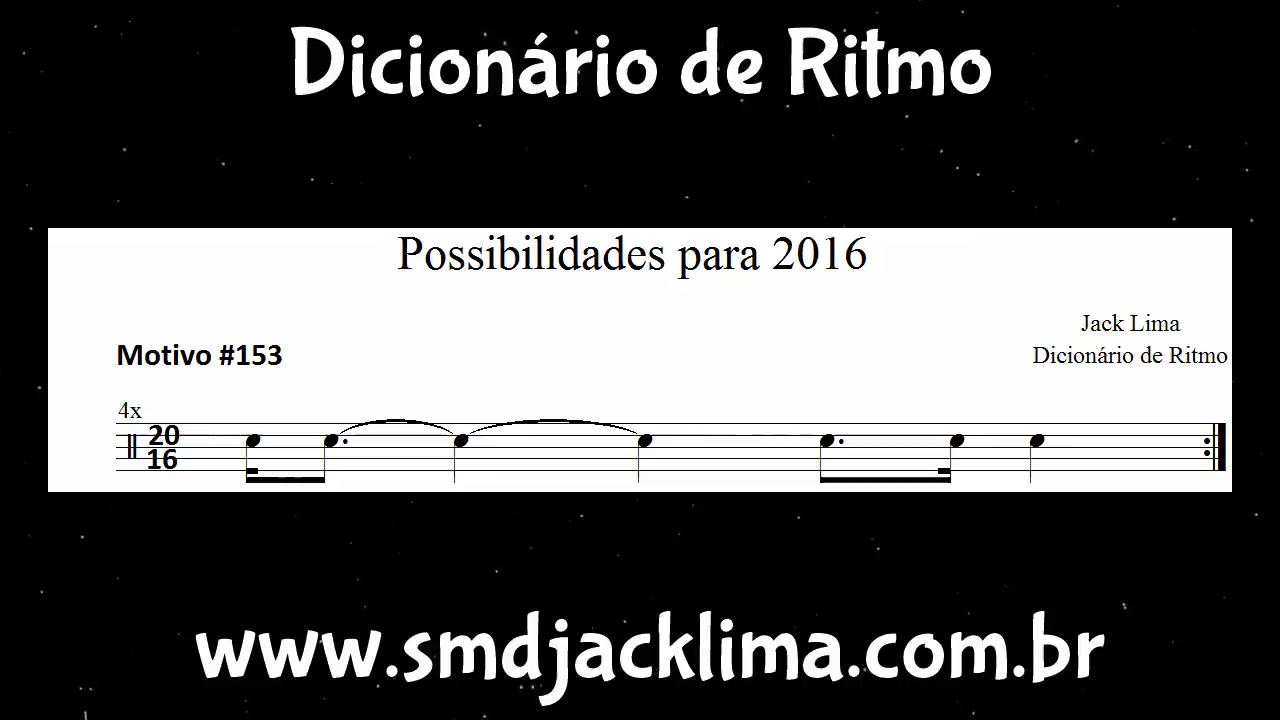 Dicionário de Ritmo
Possibilidades para 2016
Jack Lima
Motivo #153
Dicionário de Ritmo
4x
20
16
www.smdjacklima.com.br